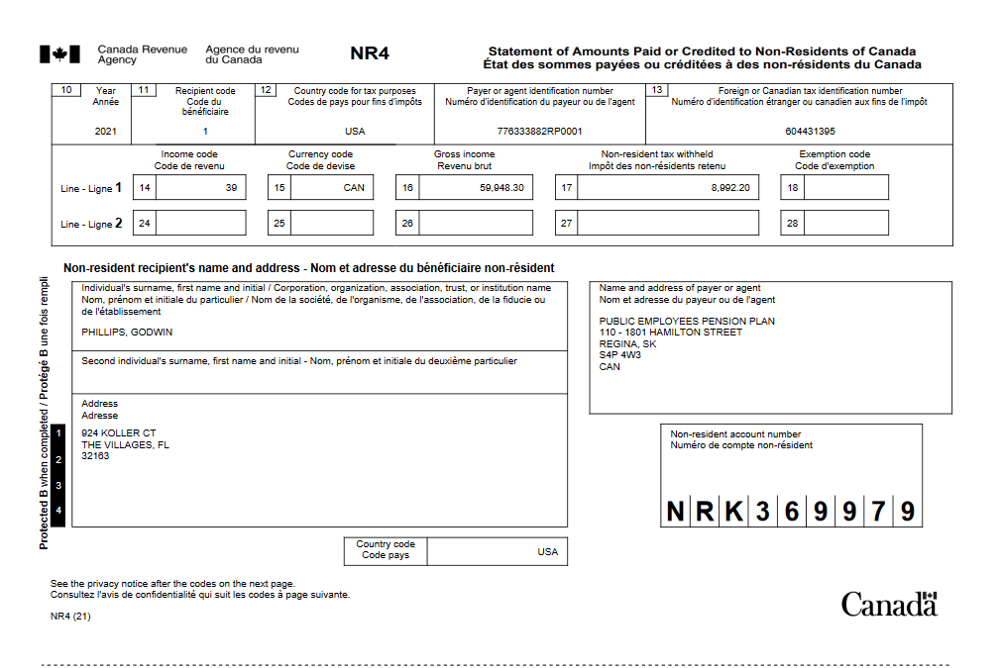 Canada Revenue Agency
Agence du revenu du Canada
NR4
Statement of Amounts Paid or Credited to Non-Residents of Canada
État des sommes payées ou créditées à des non-résidents du Canada
10 Year Année
2021
11 Recipient code Code du bénéficiaire
1
12 Country code for tax purposes Codes de pays pour fins d'impôts
USA
Payer or agent identification number
Numéro d'identification du payeur ou de l'agent
776333882RP0001
13 Foreign or Canadian tax identification number
Numéro d'identification étranger ou canadien aux fins de l'impôt
604431395
Income code Code de revenu
Currency code Code de devise
Gross income Revenu brut
Non-resident tax withheld Impôt des non-résidents retenu
Exemption code Code d'exemption
Line - Ligne 1 14 39 15 CAN 16 59,948.30 17 8,992.20 18
Line - Ligne 2 24 25 26 27 28
Non-resident recipient's name and address - Nom et adresse du bénéficiaire non-résident
Individual's surname, first name and initial / Corporation, organization, association, trust, or institution name
Nom, prénom et initiale du particulier / Nom de la société, de l'organisme, de l'association, de la fiducie ou
de l'établissement
PHILLIPS, GODWIN
Second individual's surname, first name and initial - Nom, prénom et initiale du deuxième particulier
Address
Adresse
1
2
3
4
924 KOLLER CT
THE VILLAGES, FL
32163
Country code
Code pays
USA
Name and address of payer or agent
Nom et adresse du payeur ou de l'agent
PUBLIC EMPLOYEES PENSION PLAN
110 - 1801 HAMILTON STREET
REGINA, SK
S4P 4W3
CAN
Non-resident account number
Numéro de compte non-résident
N R K 3 6 9 9 7 9
Protected B when completed / Protégé B une fois rempli
See the privacy notice after the codes on the next page.
Consultez l'avis de confidentialité qui suit les codes à page suivante.
NR4 (21)
Canada